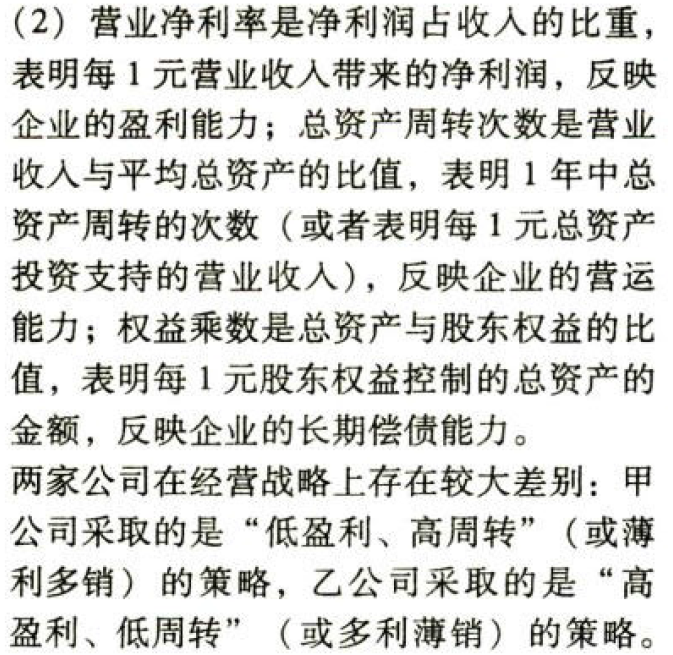 （2）营业净利率是净利润占收入的比重，
表明每1元营业收入带来的净利润，反映
企业的盈利能力；总资产周转次数是营业
收入与平均总资产的比值，表明1年中总
资产周转的次数（或者表明每1元总资产
投资支持的营业收入），反映企业的营运
能力；权益乘数是总资产与股东权益的比
值，表明每1元股东权益控制的总资产的
金额，反映企业的长期偿债能力。
两家公司在经营战略上存在较大差别：甲
公司采取的是“低盈利、高周转”（或薄
利多销）的策略，乙公司采取的是“高
盈利、低周转”（或多利薄销）的策略。